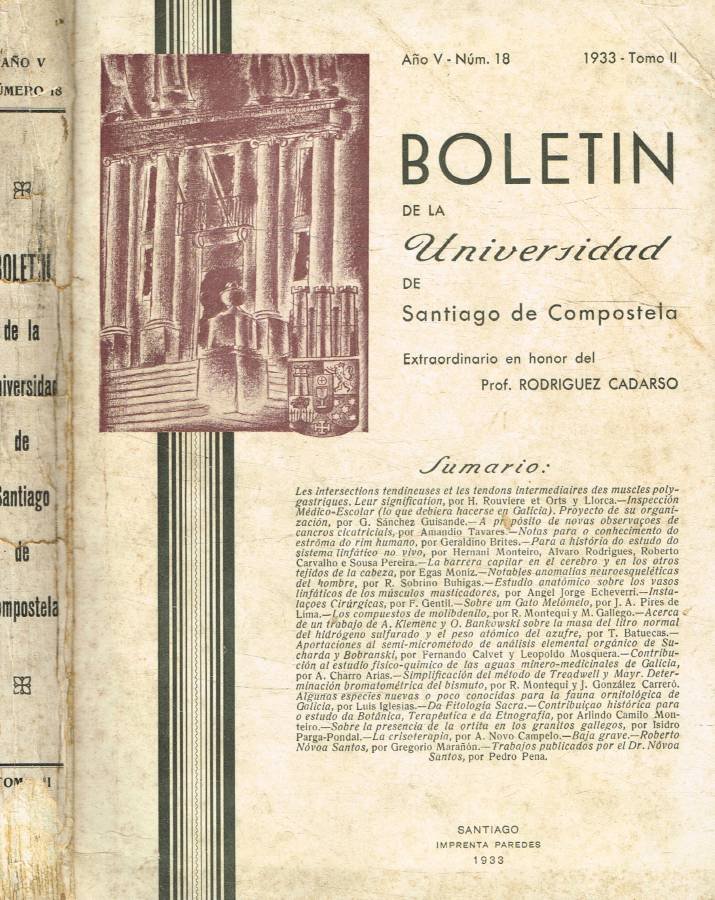 AÑO V
BOLETIN
de la
de
Santiago
de
Año V - Núm. 18 1933 - Tomo II
BOLETIN
DE LA
Universidad
DE
Santiago de Compostela
Extraordinario en honor del
Prof. RODRIGUEZ CADARSO
Sumario:
Les intersections tendineuses et les tendons intermediaires des muscles poly-
gastriques. Leur signification, por H. Rouviere et Orts y Llorca.—Inspección
Médico-Escolar (lo que debiera hacerse en Galicia). Proyecto de su organi-
zación, por G. Sánchez Guisande.—A propósito de novas observaçoes de
cancros cicatriciais, por Amandio Tavares.—Notas para o conhecimento do
estrôma do rim humano, por Geraldino Brites.—Para a história do estudo do
sistema linfático no vivo, por Hernani Monteiro, Alvaro Rodrigues, Roberto
Carvalho e Sousa Pereira.—La barrera capilar en el cerebro y en los otros
tejidos de la cabeza, por Egas Moniz.—Notables anomalías neuroesqueléticas
del hombre, por R. Sobrino Buhigas.—Estudio anatómico sobre los vasos
linfáticos de los músculos masticadores, por Angel Jorge Echeverri.—Insta-
laçoes Cirúrgicas, por F. Gentil.—Sobre um Gato Melómelo, por J. A. Pires de
Lima.—Los compuestos de molibdenilo, por R. Montequi y M. Gallego.—Acerca
de un trabajo de A. Klemenc y O. Bankowski sobre la masa del litro normal
del hidrógeno sulfurado y el peso atómico del azufre, por T. Batuecas.—
Aportaciones al semi-micrometodo de análisis elemental orgánico de Su-
charda y Bobranski, por Fernando Calvet y Leopoldo Mosquera.—Contribu-
ción al estudio físico-químico de las aguas minero-medicinales de Galicia,
por A. Charro Arias.—Simplificación del método de Treadwell y Mayr. Deter-
minación bromatométrica del bismuto, por R. Montequi y J. González Carreró.
Algunas especies nuevas o poco conocidas para la fauna ornitológica de
Galicia, por Luis Iglesias.—Da Fitologia Sacra.—Contribuiçao histórica para
o estudo da Botânica, Terapêutica e da Etnografia, por Arlindo Camilo Mon-
teiro.—Sobre la presencia de la ortita en los granitos gallegos, por Isidro
Parga-Pondal.—La crisoterapia, por A. Novo Campelo.—Baja grave.—Roberto
Nóvoa Santos, por Gregorio Marañón.—Trabajos publicados por el Dr. Nóvoa
Santos, por Pedro Pena.
SANTIAGO
IMPRENTA PAREDES
1933